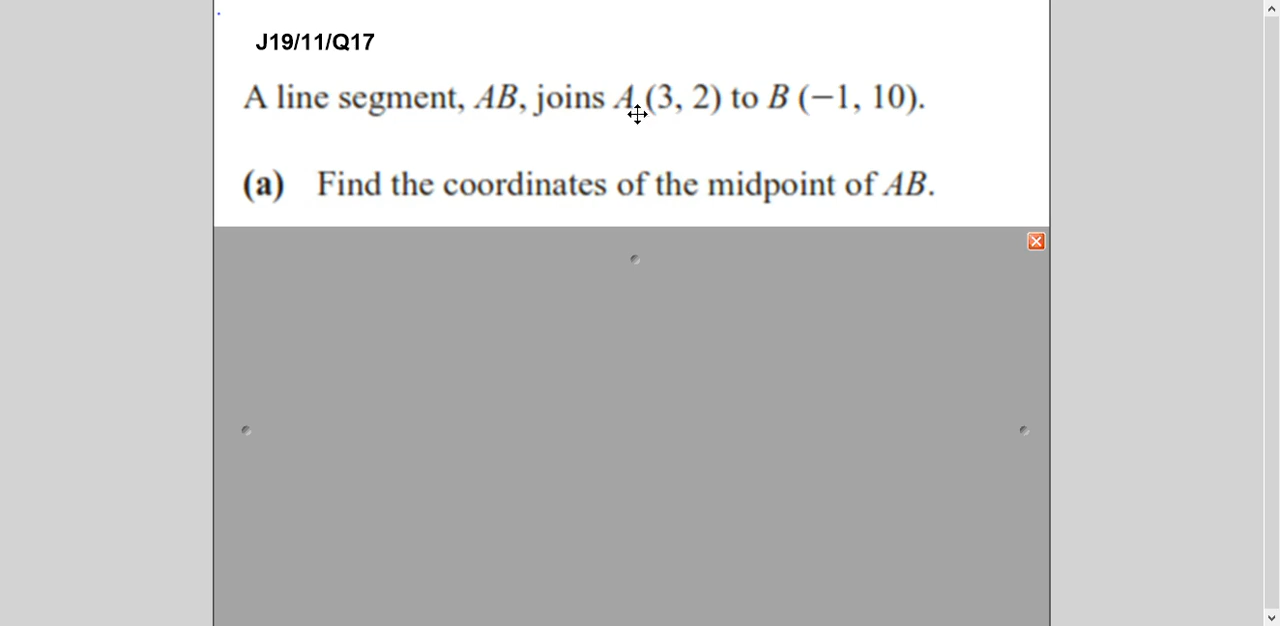 J19/11/Q17
A line segment, AB, joins A (3, 2) to B (−1, 10).
(a) Find the coordinates of the midpoint of AB.